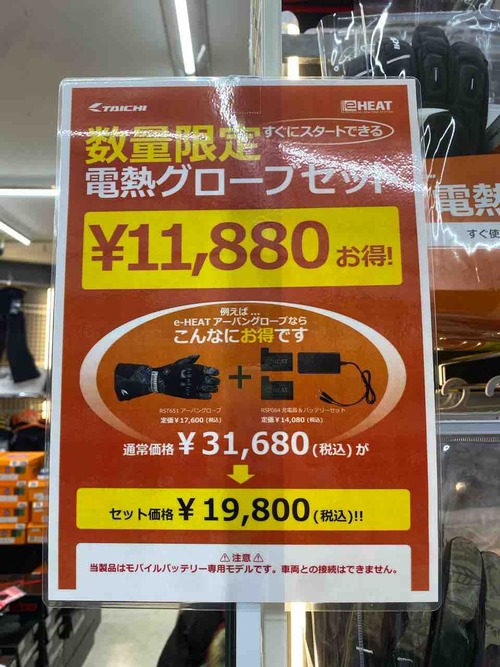 TAICHI
e HEAT
数量限定 すぐにスタートできる
電熱グローブセット
¥11,880 お得!
例えば ...
e-HEAT アーバングローブなら
こんなにお得です
+
RST651 アーバングローブ
定価¥17,600(税込)
RSP064 充電器&バッテリーセット
定価¥14,080(税込)
通常価格 ¥31,680(税込)が
セット価格 ¥19,800(税込)!!
⚠注意⚠
当製品はモバイルバッテリー専用モデルです。車両との接続はできません。
電熱
すぐ使